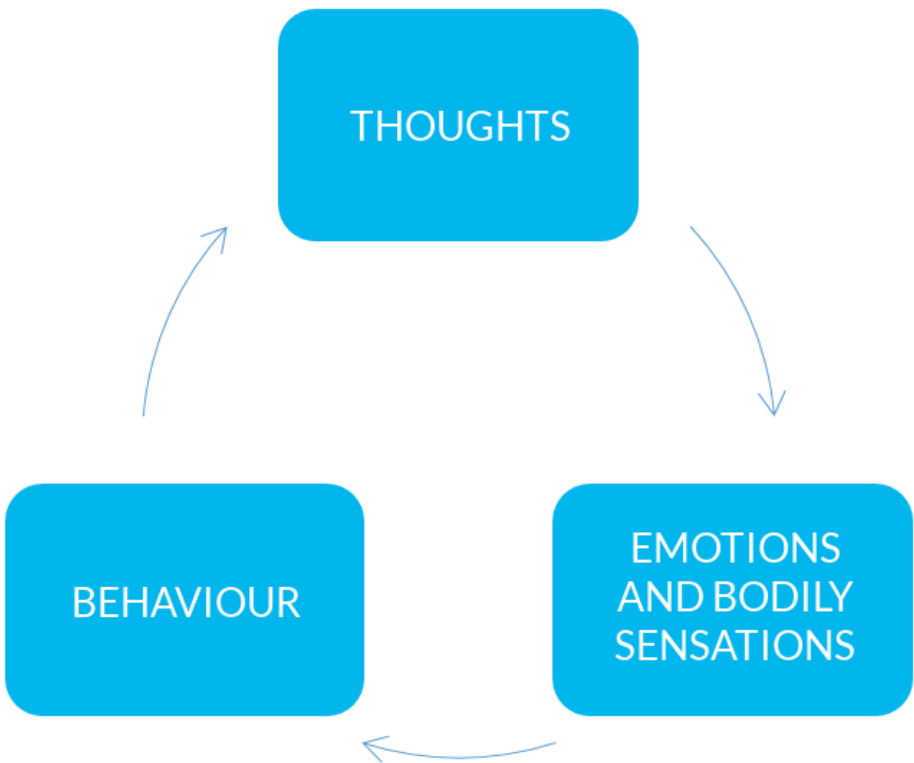 THOUGHTS
EMOTIONS
AND BODILY
SENSATIONS
BEHAVIOUR